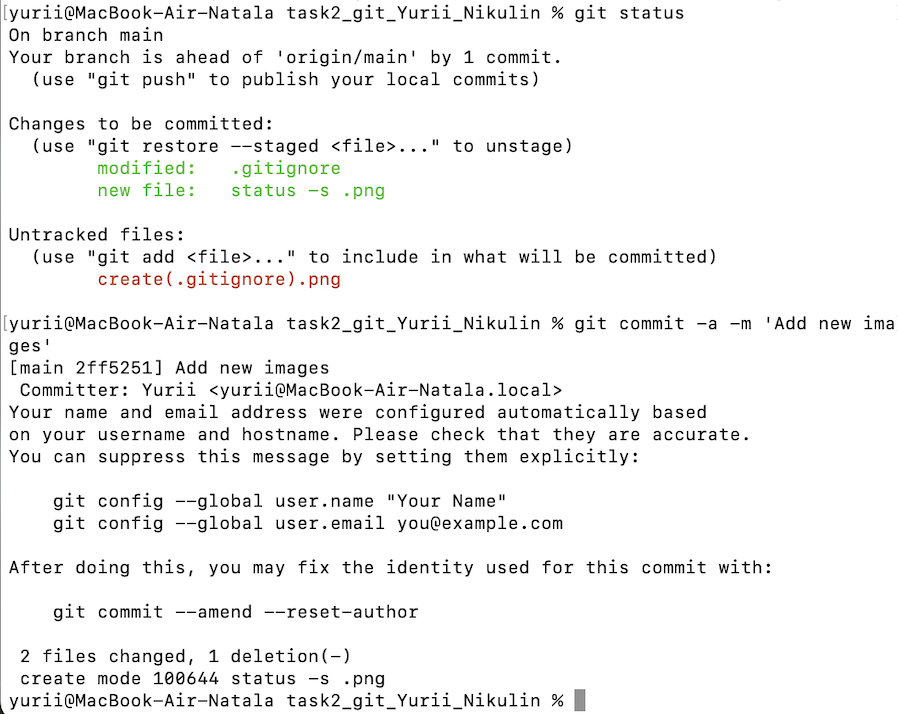 [yurii@MacBook-Air-Natala task2_git_Yurii_Nikulin % git status
On branch main
Your branch is ahead of 'origin/main' by 1 commit.
  (use "git push" to publish your local commits)

Changes to be committed:
  (use "git restore --staged <file>..." to unstage)
        modified:   .gitignore
        new file:   status -s .png

Untracked files:
  (use "git add <file>..." to include in what will be committed)
        create(.gitignore).png

[yurii@MacBook-Air-Natala task2_git_Yurii_Nikulin % git commit -a -m 'Add new ima
ges'
[main 2ff5251] Add new images
 Committer: Yurii <yurii@MacBook-Air-Natala.local>
Your name and email address were configured automatically based
on your username and hostname. Please check that they are accurate.
You can suppress this message by setting them explicitly:

    git config --global user.name "Your Name"
    git config --global user.email you@example.com

After doing this, you may fix the identity used for this commit with:

    git commit --amend --reset-author

 2 files changed, 1 deletion(-)
 create mode 100644 status -s .png
yurii@MacBook-Air-Natala task2_git_Yurii_Nikulin %